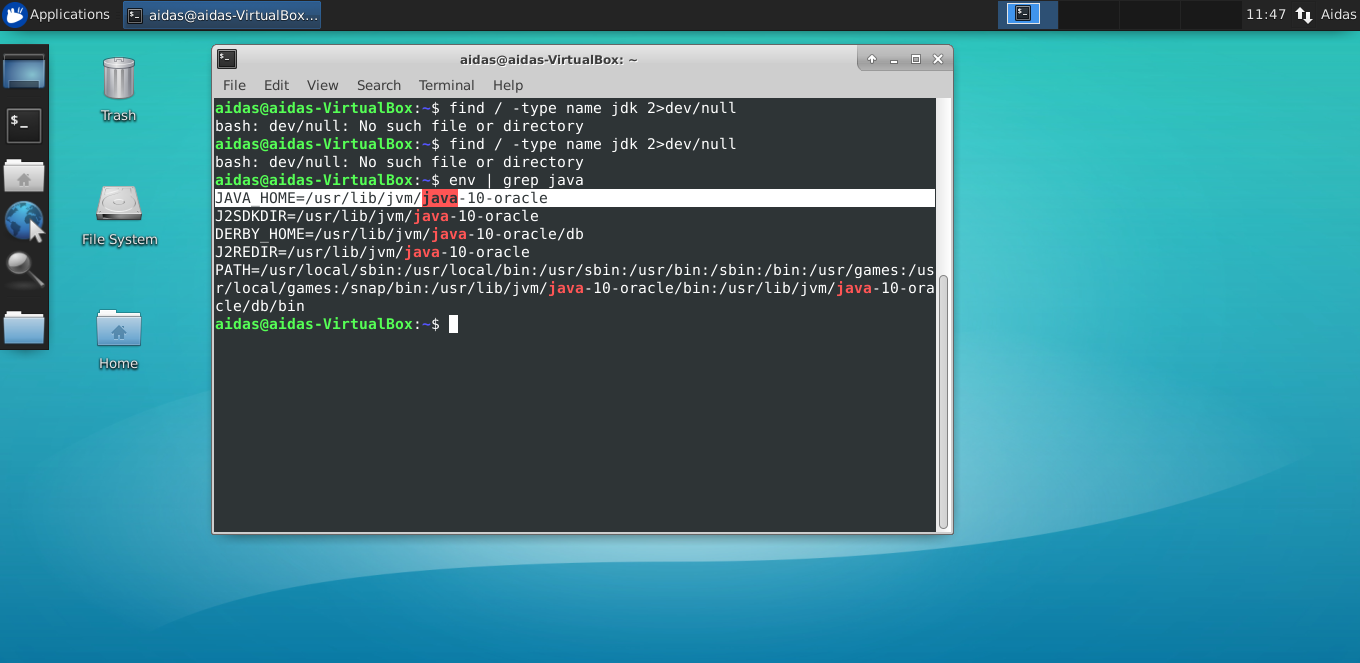 Applications
aidas@aidas-VirtualBox...
11:47
Aidas
Trash
File System
Home
aidas@aidas-VirtualBox: ~
File Edit View Search Terminal Help
aidas@aidas-VirtualBox:~$ find / -type name jdk 2>dev/null
bash: dev/null: No such file or directory
aidas@aidas-VirtualBox:~$ find / -type name jdk 2>dev/null
bash: dev/null: No such file or directory
aidas@aidas-VirtualBox:~$ env | grep java
JAVA_HOME=/usr/lib/jvm/java-10-oracle
J2SDKDIR=/usr/lib/jvm/java-10-oracle
DERBY_HOME=/usr/lib/jvm/java-10-oracle/db
J2REDIR=/usr/lib/jvm/java-10-oracle
PATH=/usr/local/sbin:/usr/local/bin:/usr/sbin:/usr/bin:/sbin:/bin:/usr/games:/us
r/local/games:/snap/bin:/usr/lib/jvm/java-10-oracle/bin:/usr/lib/jvm/java-10-ora
cle/db/bin
aidas@aidas-VirtualBox:~$